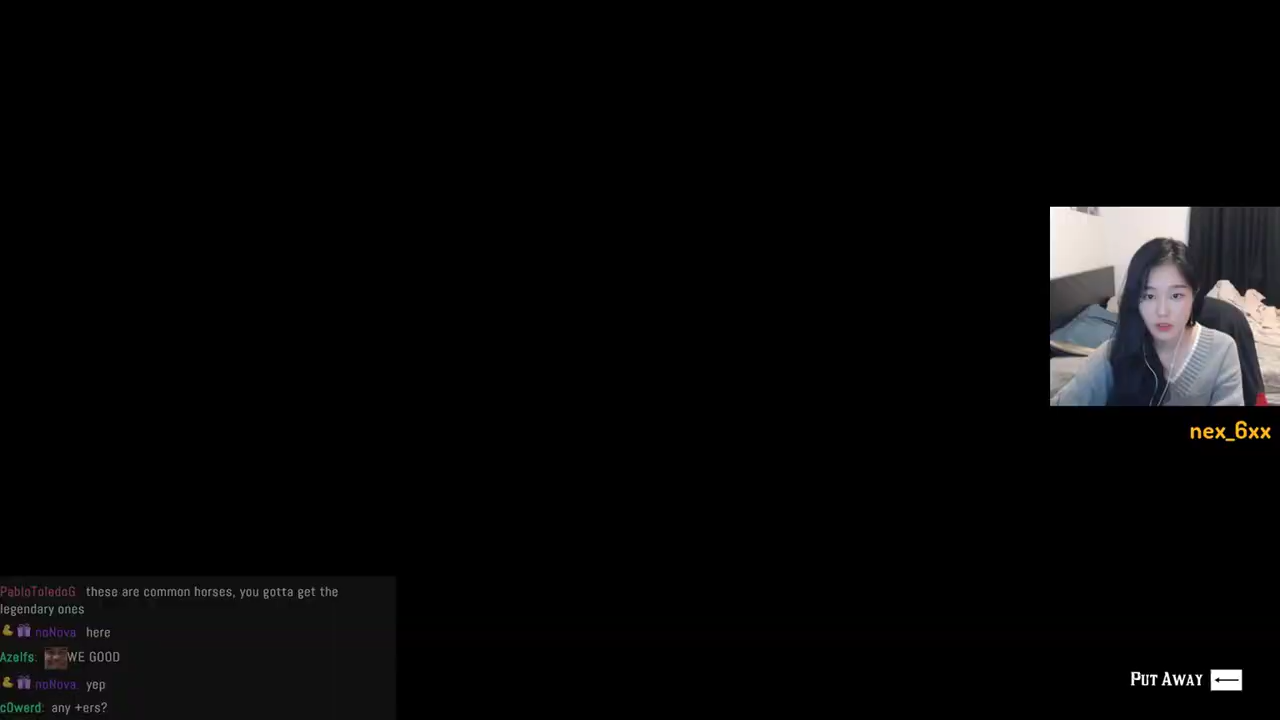 nex_6xx
PabloToledoG these are common horses, you gotta get the
legendary ones
noNova here
Azelfs: WE GOOD
noNova: yep
c0werd: any +ers?
PUT AWAY